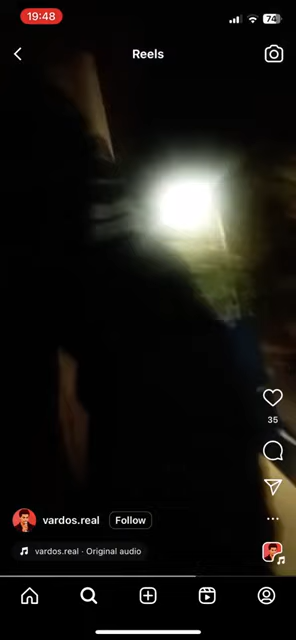 19:48
74
Reels
35
vardos.real Follow
vardos.real · Original audio